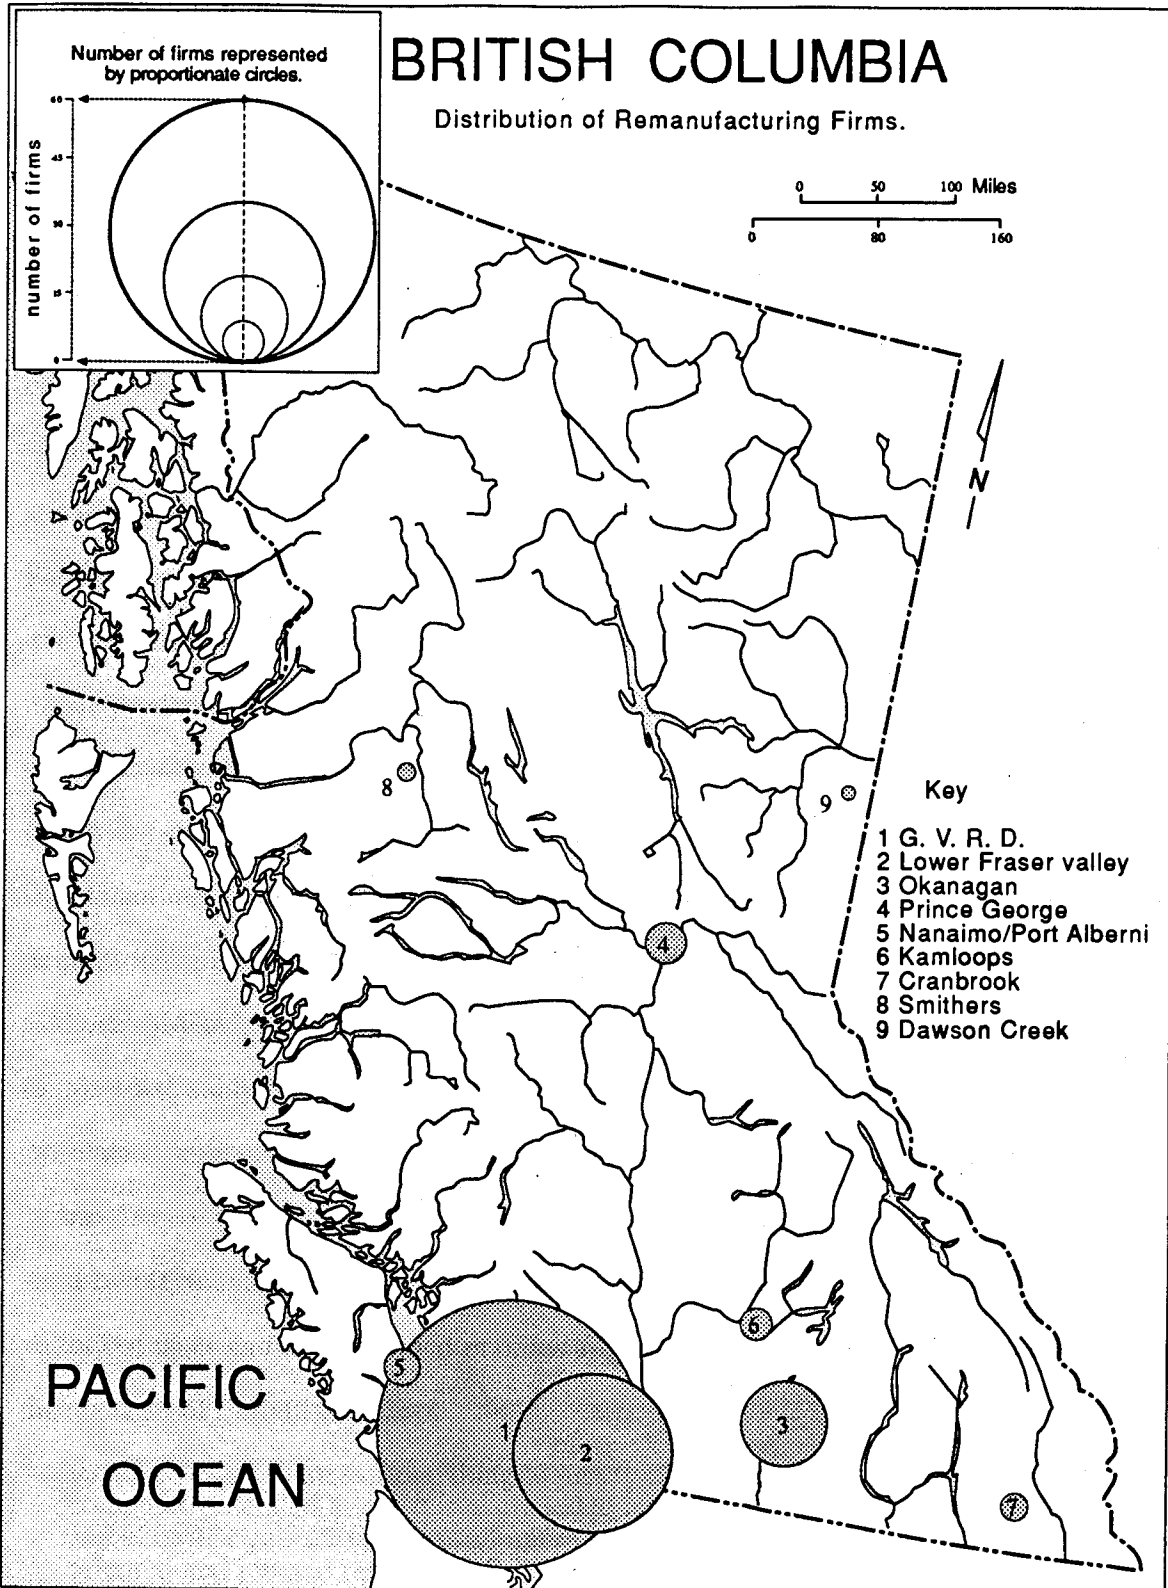 Number of firms represented
by proportionate circles.
60
45
30
15
0
number of firms
BRITISH COLUMBIA
Distribution of Remanufacturing Firms.
0 50 100 Miles
0 80 160
N
8
9
4
6
5
1
2
3
7
Key
1 G. V. R. D.
2 Lower Fraser valley
3 Okanagan
4 Prince George
5 Nanaimo/Port Alberni
6 Kamloops
7 Cranbrook
8 Smithers
9 Dawson Creek
PACIFIC
OCEAN